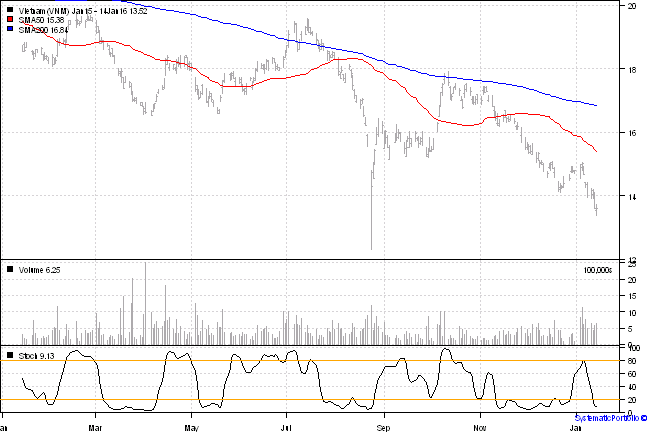 Vietnam (VNM) Jan15 - 14Jan16 13.52
SMA50 15.38
SMA200 16.84
20
18
16
14
12
Volume 6.25
100,000s
25
20
15
10
5
0
Stoch 9.13
100
80
60
40
20
0
an Mar May Jul Sep Nov Jan
SystematicPortfolio ©